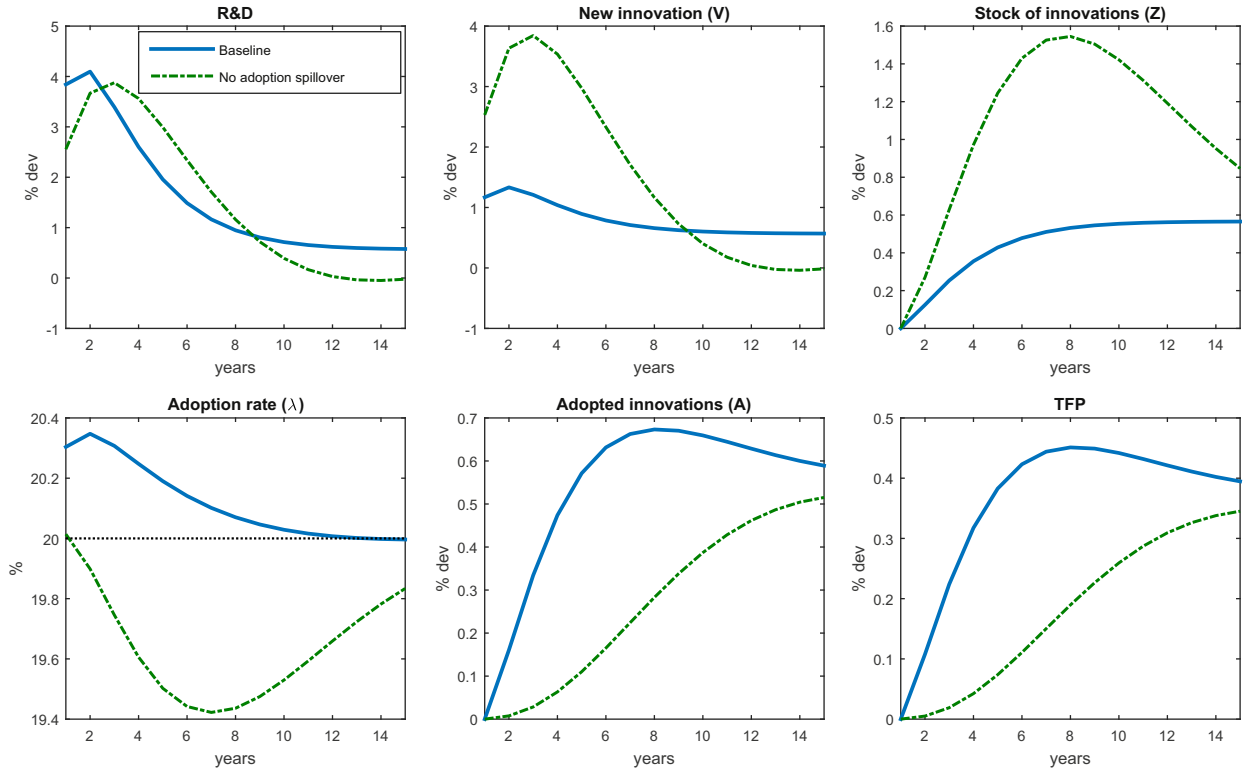 R&D
5
4
3
2
1
0
-1
% dev
2 4 6 8 10 12 14
years
Baseline
No adoption spillover
New innovation (V)
4
3
2
1
0
-1
% dev
2 4 6 8 10 12 14
years
Stock of innovations (Z)
1.6
1.4
1.2
1
0.8
0.6
0.4
0.2
0
% dev
2 4 6 8 10 12 14
years
Adoption rate (λ)
20.4
20.2
20
19.8
19.6
19.4
%
2 4 6 8 10 12 14
years
Adopted innovations (A)
0.7
0.6
0.5
0.4
0.3
0.2
0.1
0
% dev
2 4 6 8 10 12 14
years
TFP
0.5
0.4
0.3
0.2
0.1
0
% dev
2 4 6 8 10 12 14
years